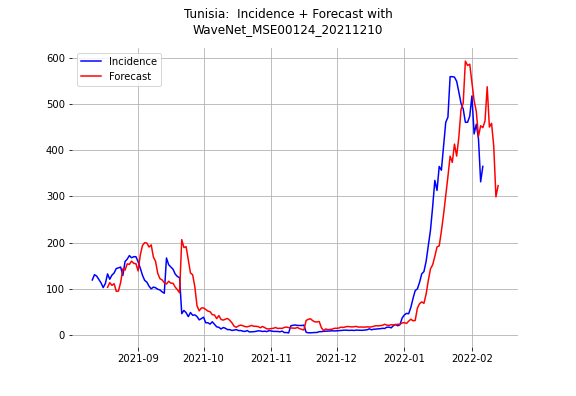 Tunisia:  Incidence + Forecast with
WaveNet_MSE00124_20211210
Incidence
Forecast
600
500
400
300
200
100
0
2021-09 2021-10 2021-11 2021-12 2022-01 2022-02